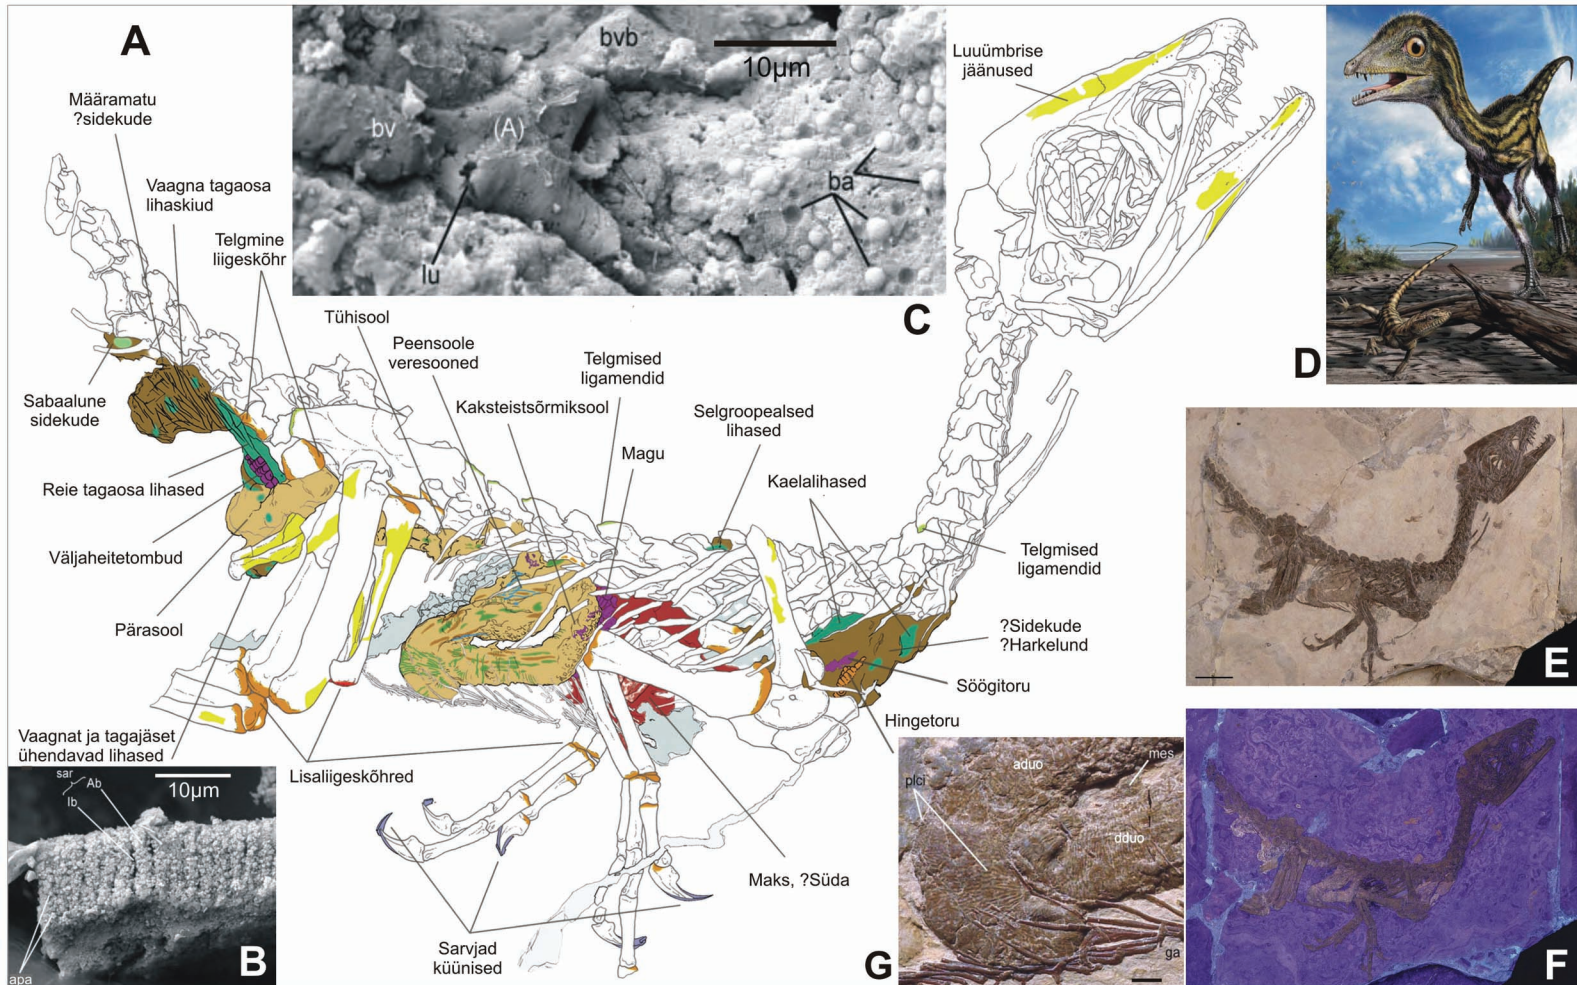 A
Määramatu
?sidekude
Vaagna tagaosa
lihaskiud
Telgmine
liigeskõhr
bvb
10µm
bv
(A)
ba
lu
C
Luuümbrise
jäänused
D
Tühisool
Peensoole
veresooned
Kaksteistsõrmiksool
Telgmised
ligamendid
Magu
Selgroopealsed
lihased
Kaelalihased
Telgmised
ligamendid
Sabaalune
sidekude
Reie tagaosa lihased
Väljaheitetombud
Pärasool
Vaagnat ja tagajäset
ühendavad lihased
Lisaliigeskõhred
?Sidekude
?Harkelund
Söögitoru
Hingetoru
Maks, ?Süda
Sarvjad
küünised
sar
Ab
Ib
10µm
apa
B
plci
aduo
mes
dduo
ga
G
E
F